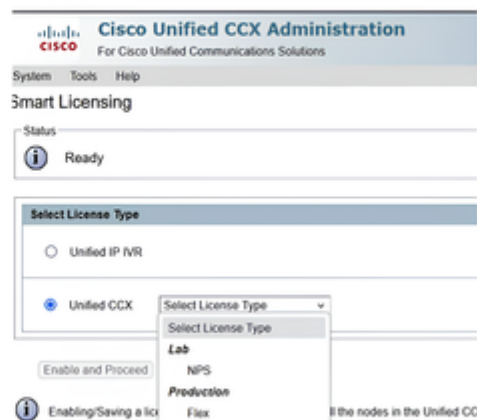 cisco
Cisco Unified CCX Administration
For Cisco Unified Communications Solutions
System Tools Help
Smart Licensing
Status
Ready
Select License Type
Unified IP IVR
Unified CCX Select License Type
Select License Type
Lab
Enable and Proceed NPS
Production
Enabling/Saving a lic Flex ll the nodes in the Unified CC